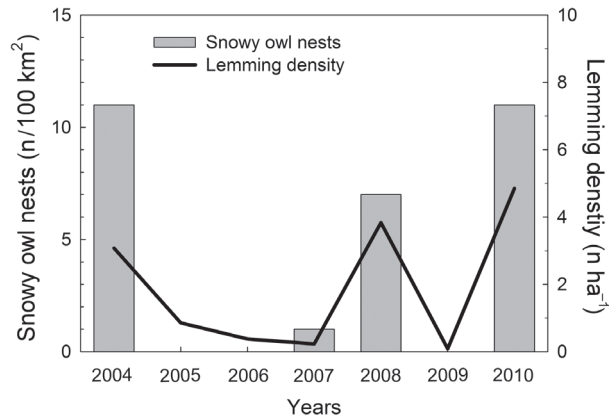 15
10
5
0
Snowy owl nests (n/100 km²)
Snowy owl nests
Lemming density
10
8
6
4
2
0
Lemming denstiy (n ha⁻¹)
2004 2005 2006 2007 2008 2009 2010
Years